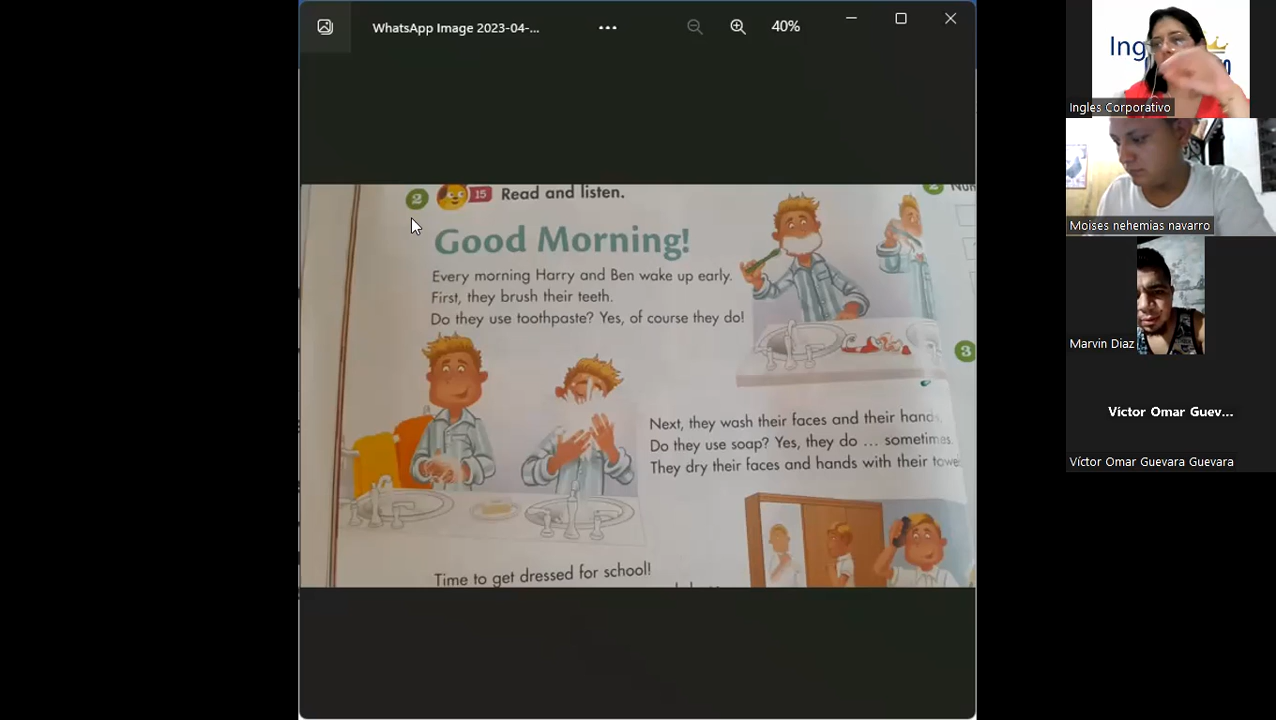 WhatsApp Image 2023-04-...
40%
2 15 Read and listen.
Good Morning!
Every morning Harry and Ben wake up early.
First, they brush their teeth.
Do they use toothpaste? Yes, of course they do!
2
3
Next, they wash their faces and their hands
Do they use soap? Yes, they do ... sometimes.
They dry their faces and hands with their
Time to get dressed for school!
Ingles Corporativo
Moises nehemias navarro
Marvin Diaz
Victor Omar Guev...
Víctor Omar Guevara Guevara